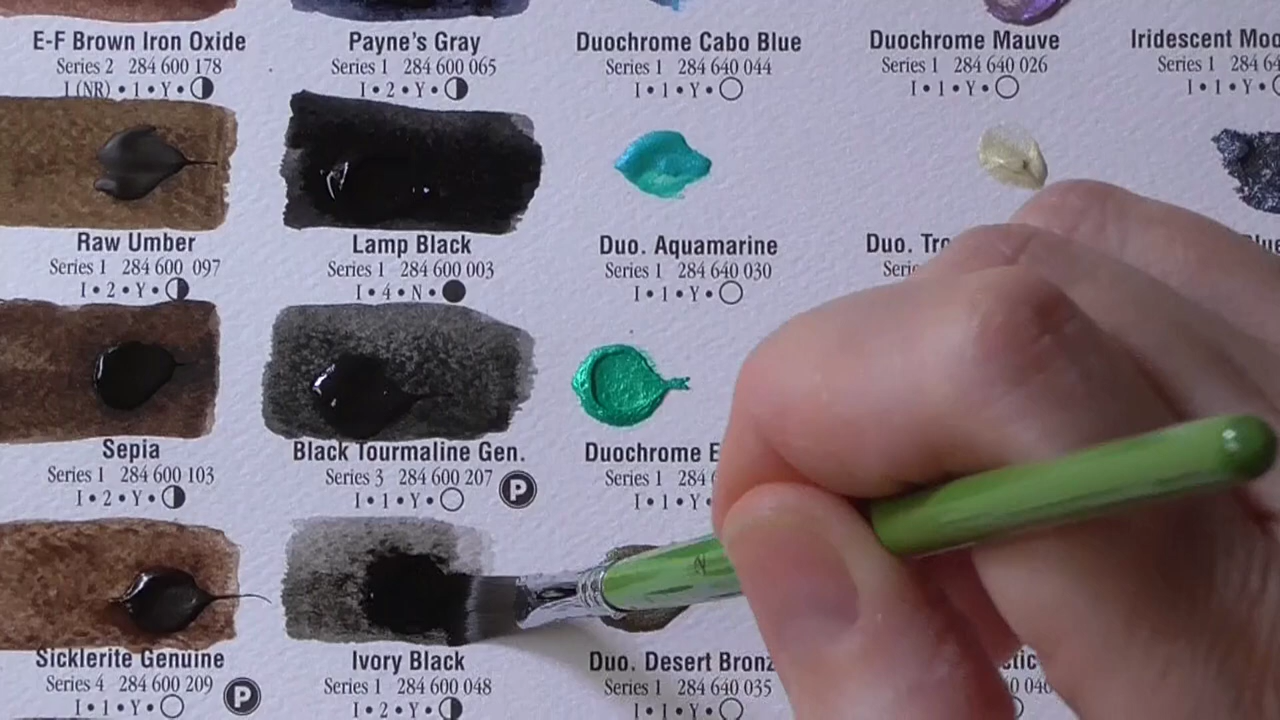 E-F Brown Iron Oxide
Series 2 284 600 178
I (NR) • 1 • Y •
Payne's Gray
Series 1 284 600 065
I • 2 • Y •
Duochrome Cabo Blue
Series 1 284 640 044
I • 1 • Y •
Duochrome Mauve
Series 1 284 640 026
I • 1 • Y •
Iridescent
Series 1 284
I • 1 • Y •
Raw Umber
Series 1 284 600 097
I • 2 • Y •
Lamp Black
Series 1 284 600 003
I • 4 • N •
Duo. Aquamarine
Series 1 284 640 030
I • 1 • Y •
Duo.
Sepia
Series 1 284 600 103
I • 2 • Y •
Black Tourmaline Gen.
Series 3 284 600 207
I • 1 • Y •
P
Duochrome
Series 1 284
I • 1 • Y •
Sicklerite Genuine
Series 4 284 600 209
I • 1 • Y •
P
Ivory Black
Series 1 284 600 048
I • 2 • Y •
Duo. Desert
Series 1 284 640 035
I • 1 • Y •